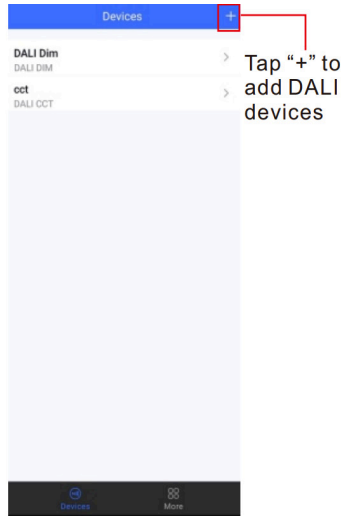 Devices +
DALI Dim
DALI DIM
cct
DALI CCT
Tap “+” to
add DALI
devices
Devices
More